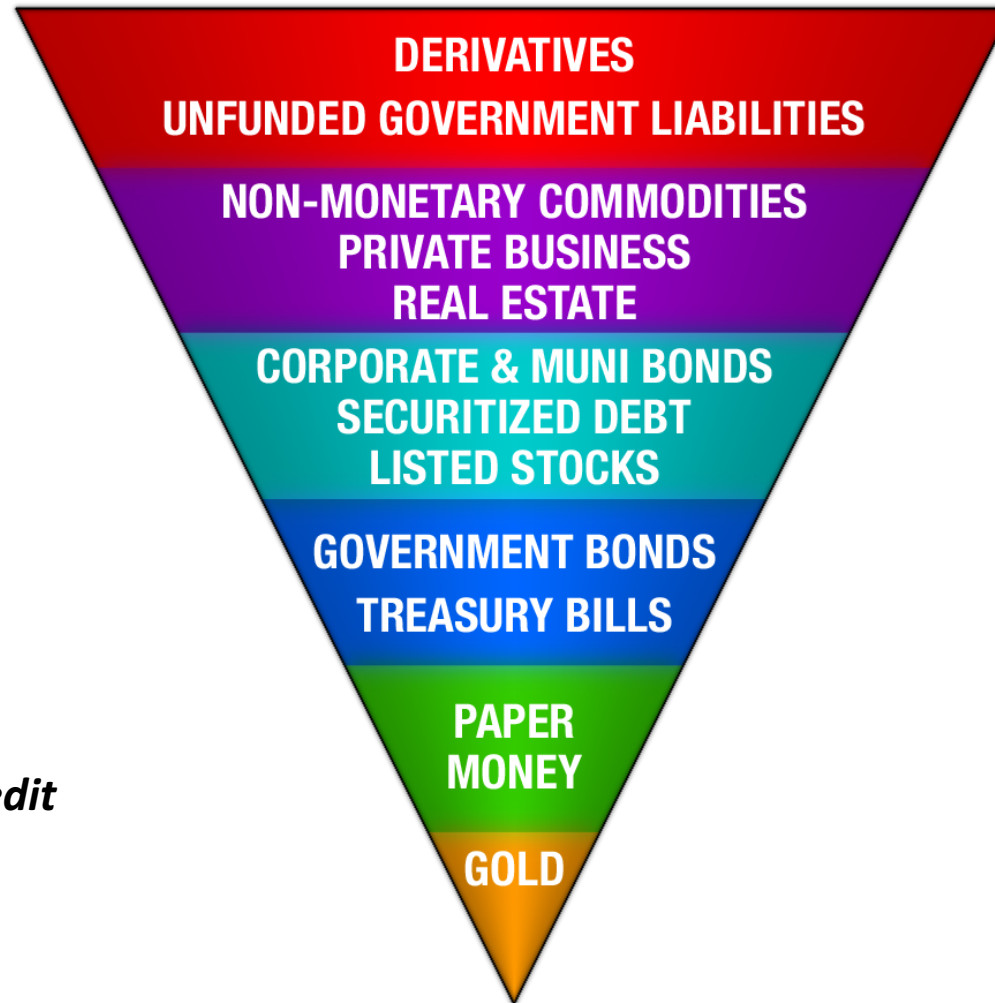 DERIVATIVES
UNFUNDED GOVERNMENT LIABILITIES
NON-MONETARY COMMODITIES
PRIVATE BUSINESS
REAL ESTATE
CORPORATE & MUNI BONDS
SECURITIZED DEBT
LISTED STOCKS
GOVERNMENT BONDS
TREASURY BILLS
PAPER
MONEY
edit
GOLD